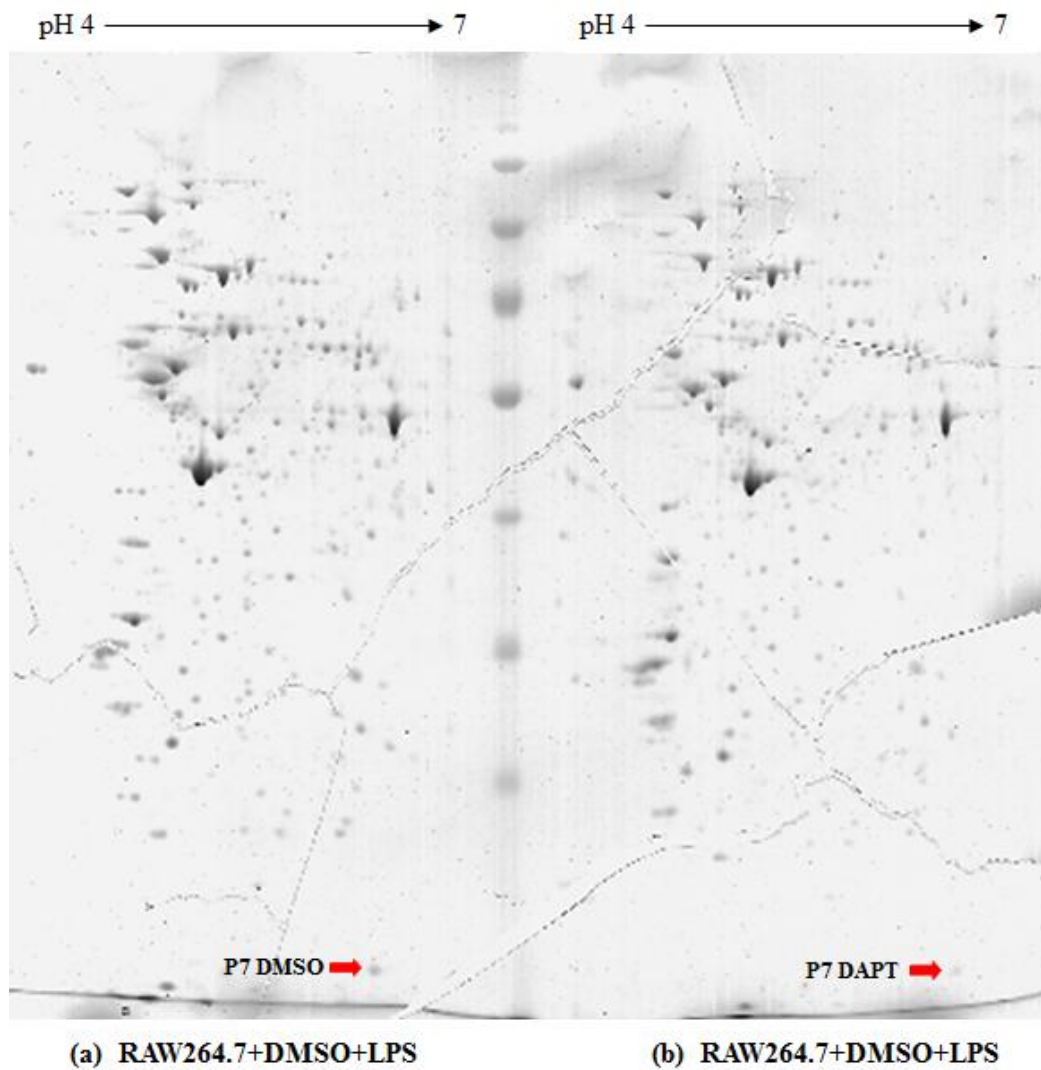 pH 4 7 pH 4 7
P7 DMSO P7 DAPT
(a) RAW264.7+DMSO+LPS (b) RAW264.7+DMSO+LPS